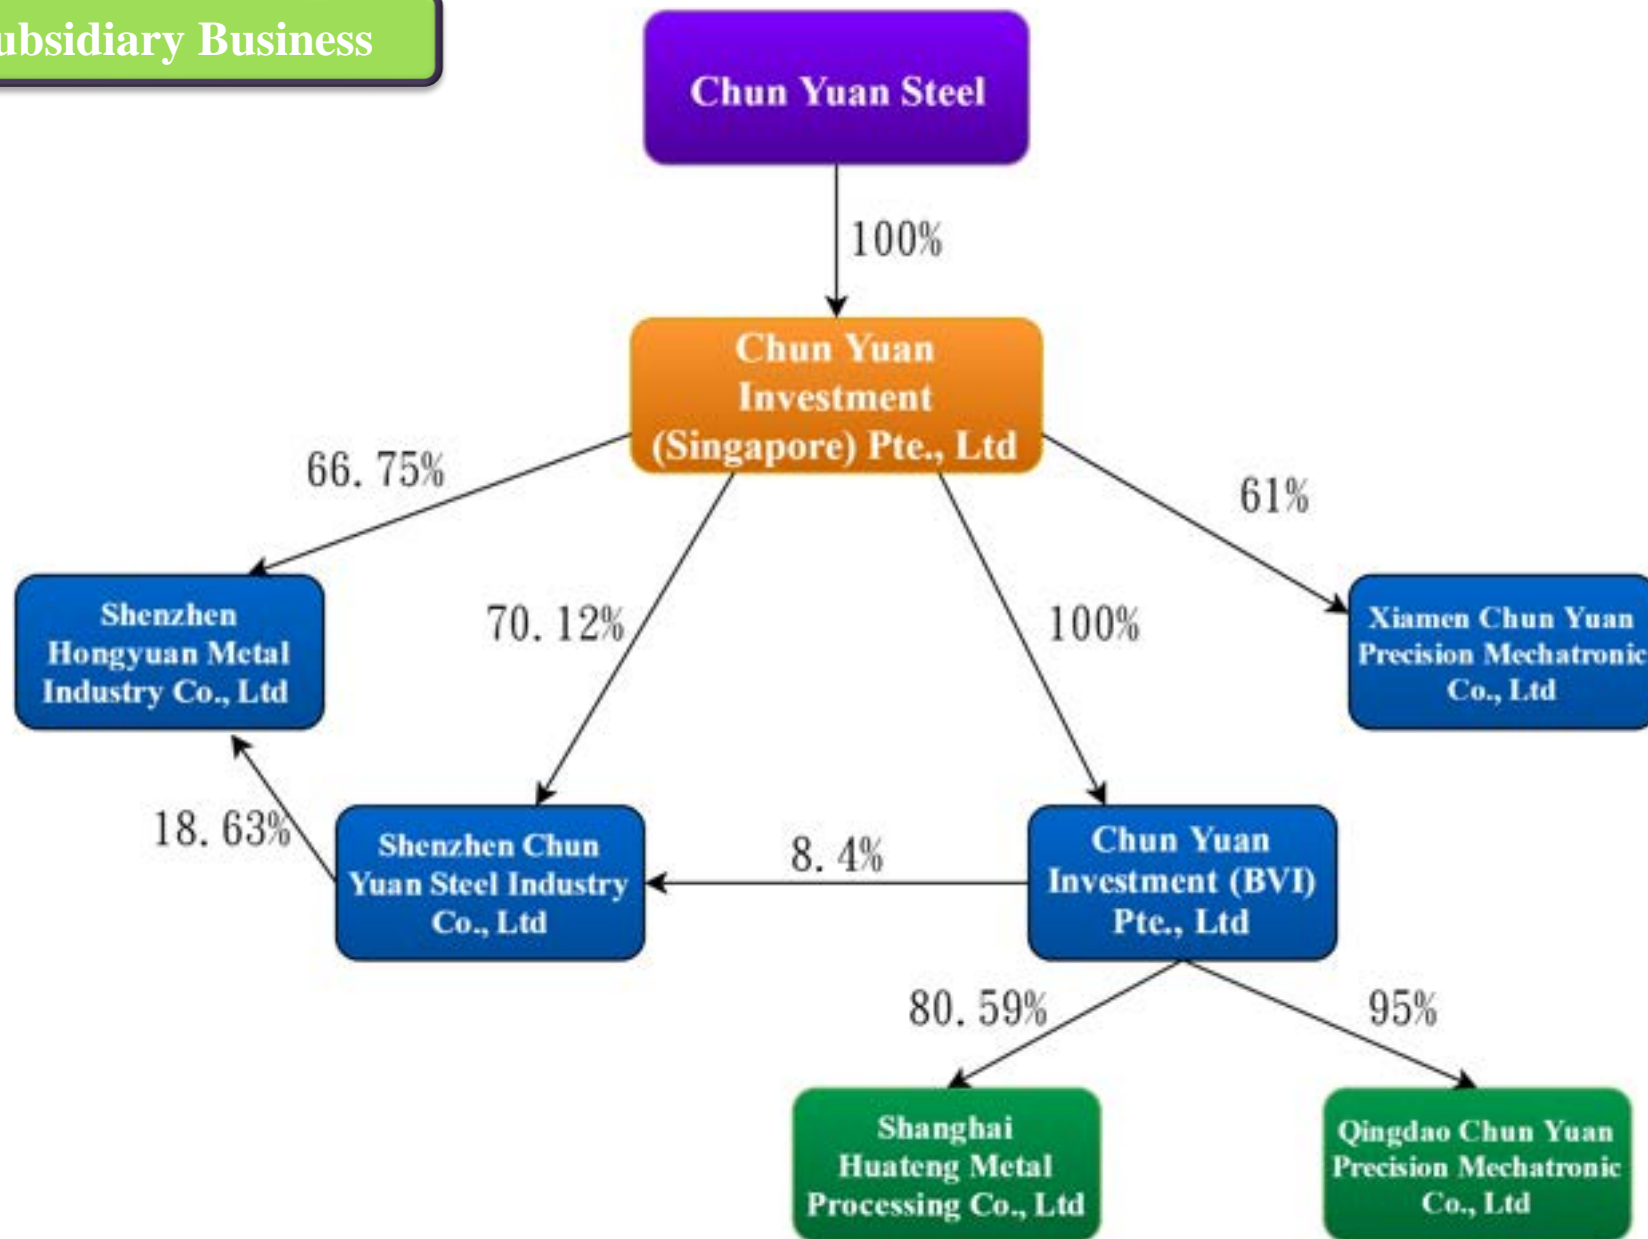 ubsidiary Business
Chun Yuan Steel
100%
Chun Yuan
Investment
(Singapore) Pte., Ltd
66.75%
61%
70.12%
100%
Shenzhen
Hongyuan Metal
Industry Co., Ltd
Xiamen Chun Yuan
Precision Mechatronic
Co., Ltd
18.63%
Shenzhen Chun
Yuan Steel Industry
Co., Ltd
8.4%
Chun Yuan
Investment (BVI)
Pte., Ltd
80.59%
95%
Shanghai
Huateng Metal
Processing Co., Ltd
Qingdao Chun Yuan
Precision Mechatronic
Co., Ltd